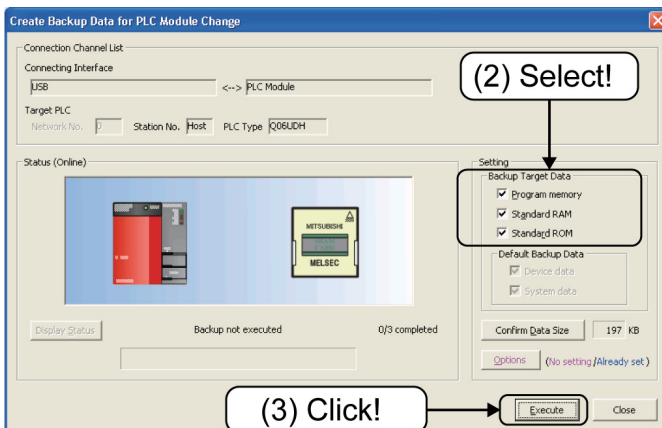 Create Backup Data for PLC Module Change
Connection Channel List
Connecting Interface
USB <--> PLC Module
Target PLC
Network No. 0 Station No. Host PLC Type Q06UDH
(2) Select!
Status (Online)
MITSUBISHI
MELSEC
Display Status Backup not executed 0/3 completed
Setting
Backup Target Data
Program memory
Standard RAM
Standard ROM
Default Backup Data
Device data
System data
Confirm Data Size 197 KB
Options (No setting/Already set)
(3) Click!
Execute Close